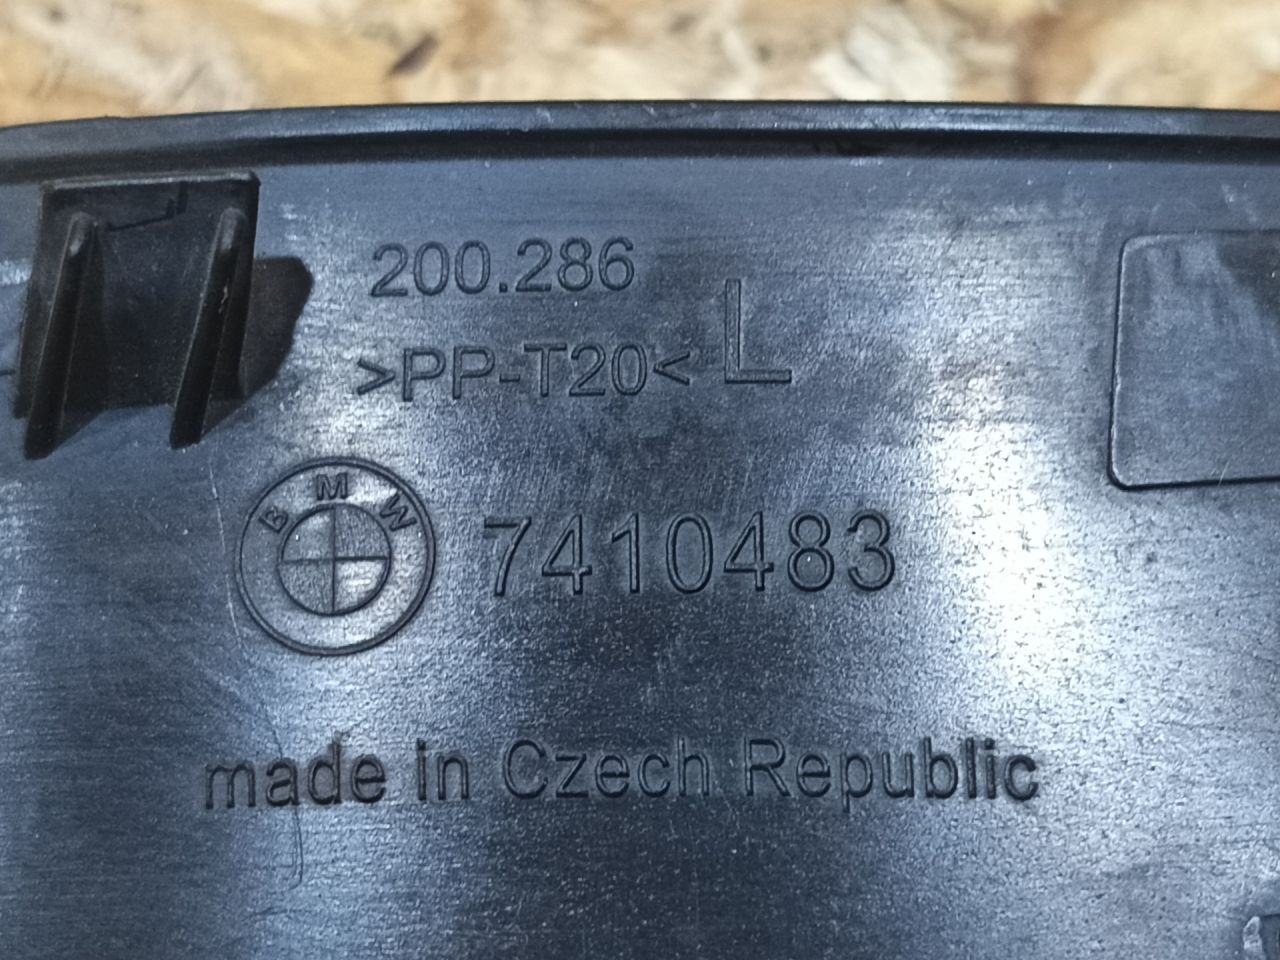 200.286
>PP-T20< L
BMW 7410483
made in Czech Republic